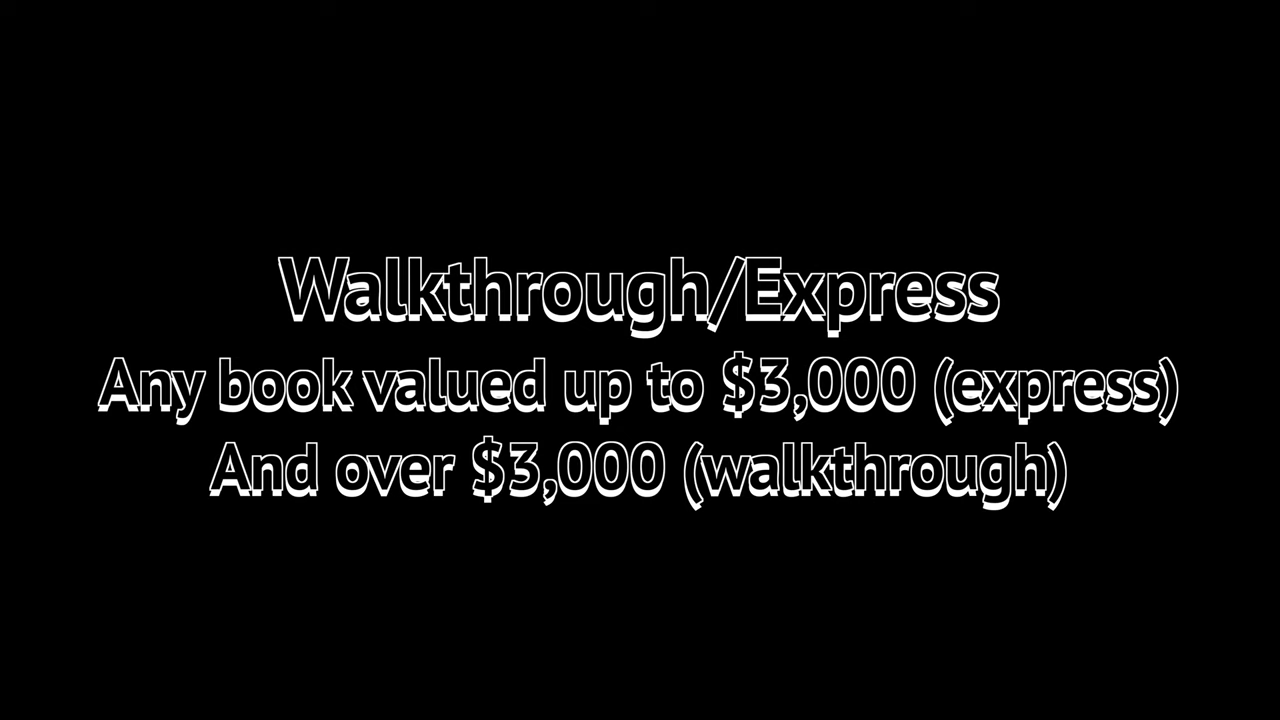 Walkthrough/Express
Any book valued up to $3,000 (express)
And over $3,000 (walkthrough)